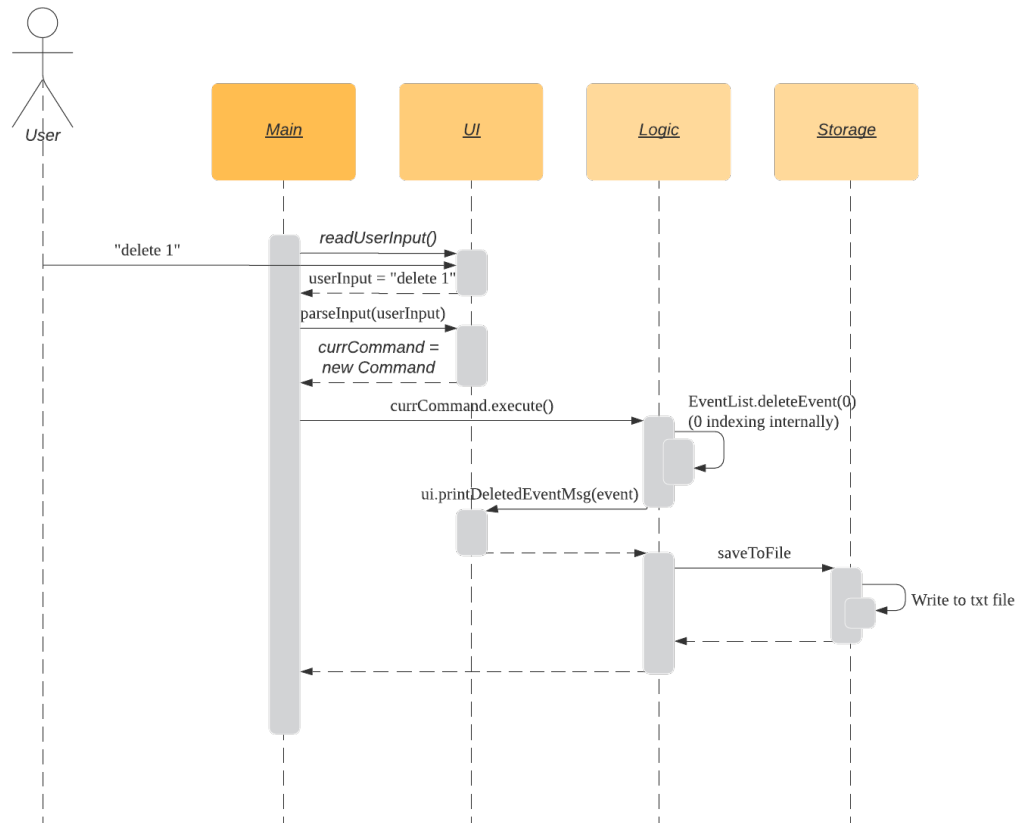 User
Main
UI
Logic
Storage
readUserInput()
"delete 1"
userInput = "delete 1"
parseInput(userInput)
currCommand =
new Command
currCommand.execute()
EventList.deleteEvent(0)
(0 indexing internally)
ui.printDeletedEventMsg(event)
saveToFile
Write to txt file